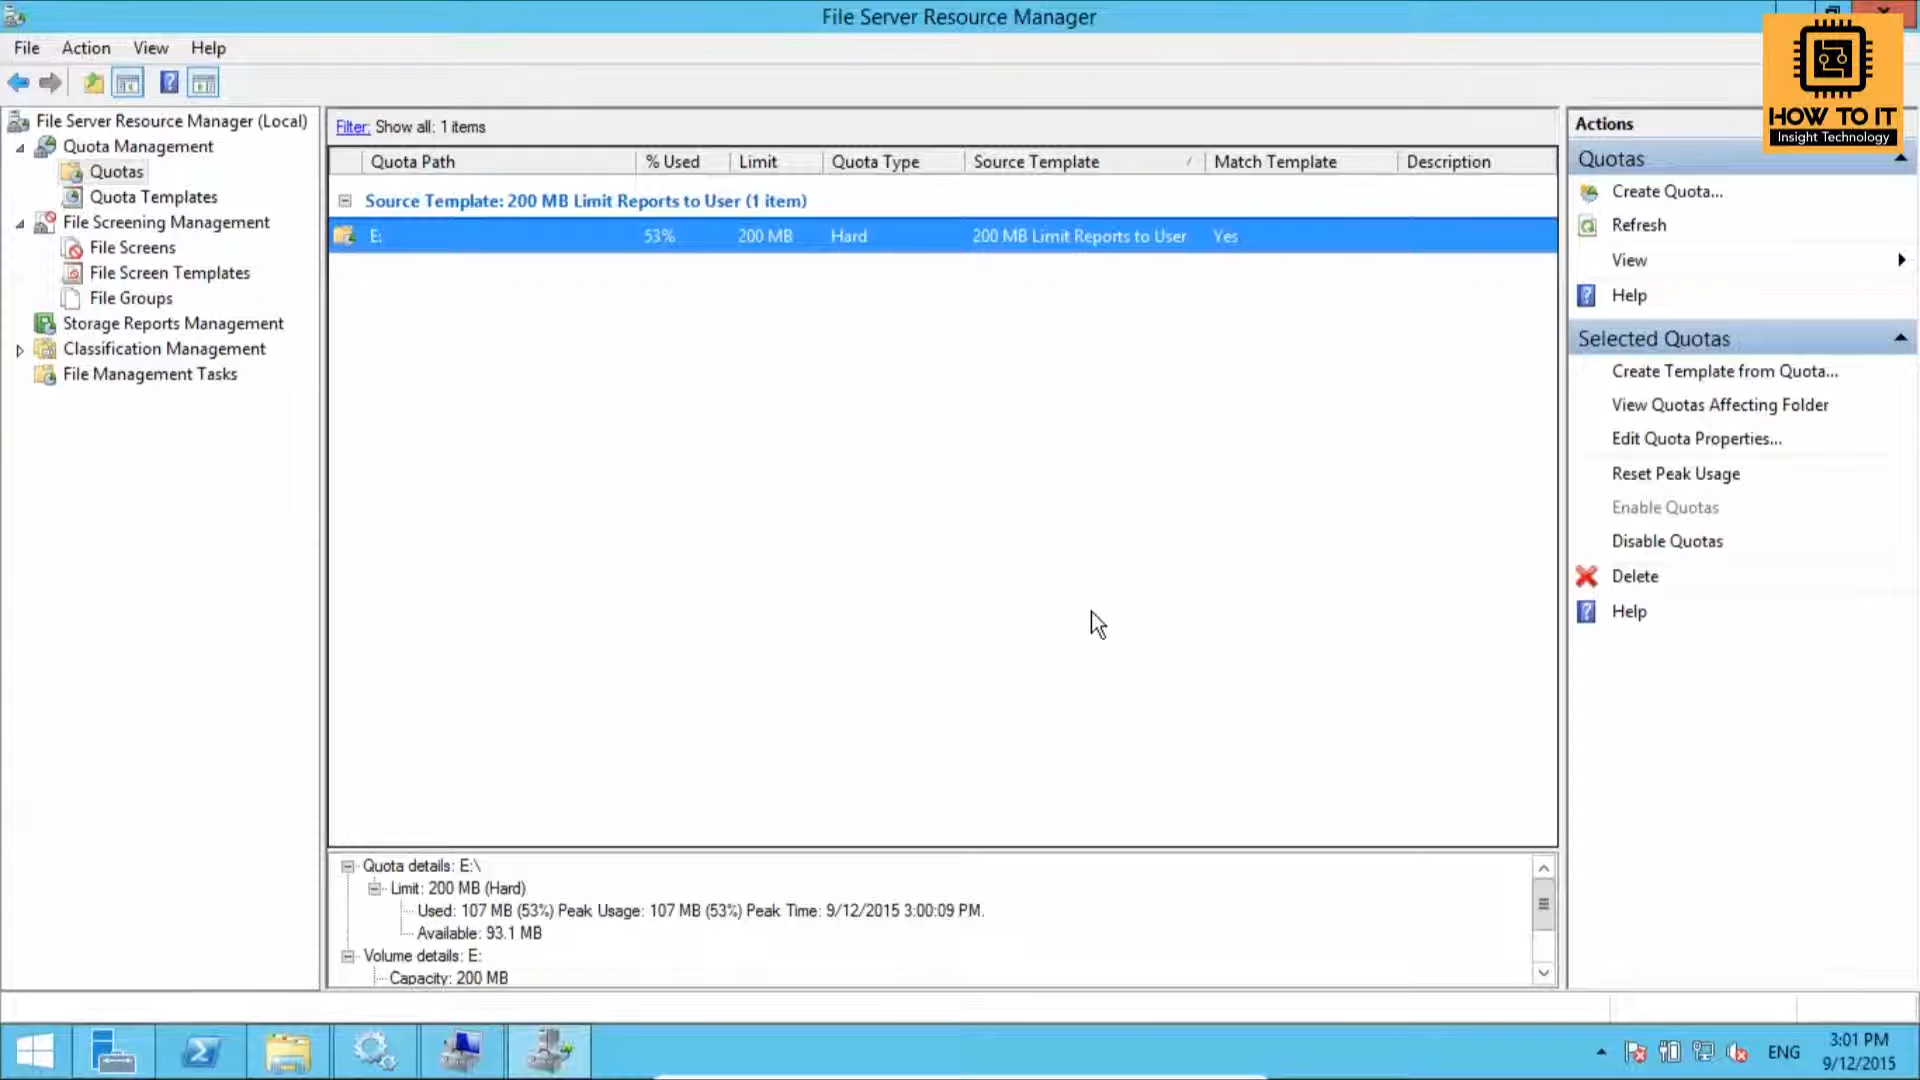 File Server Resource Manager
HOW TO IT
Insight Technology
File Action View Help
File Server Resource Manager (Local)
Quota Management
Quotas
Quota Templates
File Screening Management
File Screens
File Screen Templates
File Groups
Storage Reports Management
Classification Management
File Management Tasks
Filter: Show all: 1 items
Quota Path % Used Limit Quota Type Source Template Match Template Description
Source Template: 200 MB Limit Reports to User (1 item)
E: 53% 200 MB Hard 200 MB Limit Reports to User Yes
Quota details: E:\
Limit: 200 MB (Hard)
Used: 107 MB (53%) Peak Usage: 107 MB (53%) Peak Time: 9/12/2015 3:00:09 PM.
Available: 93.1 MB
Volume details: E:
Capacity: 200 MB
Actions
Quotas
Create Quota...
Refresh
View
Help
Selected Quotas
Create Template from Quota...
View Quotas Affecting Folder
Edit Quota Properties...
Reset Peak Usage
Enable Quotas
Disable Quotas
Delete
Help
ENG
3:01 PM
9/12/2015